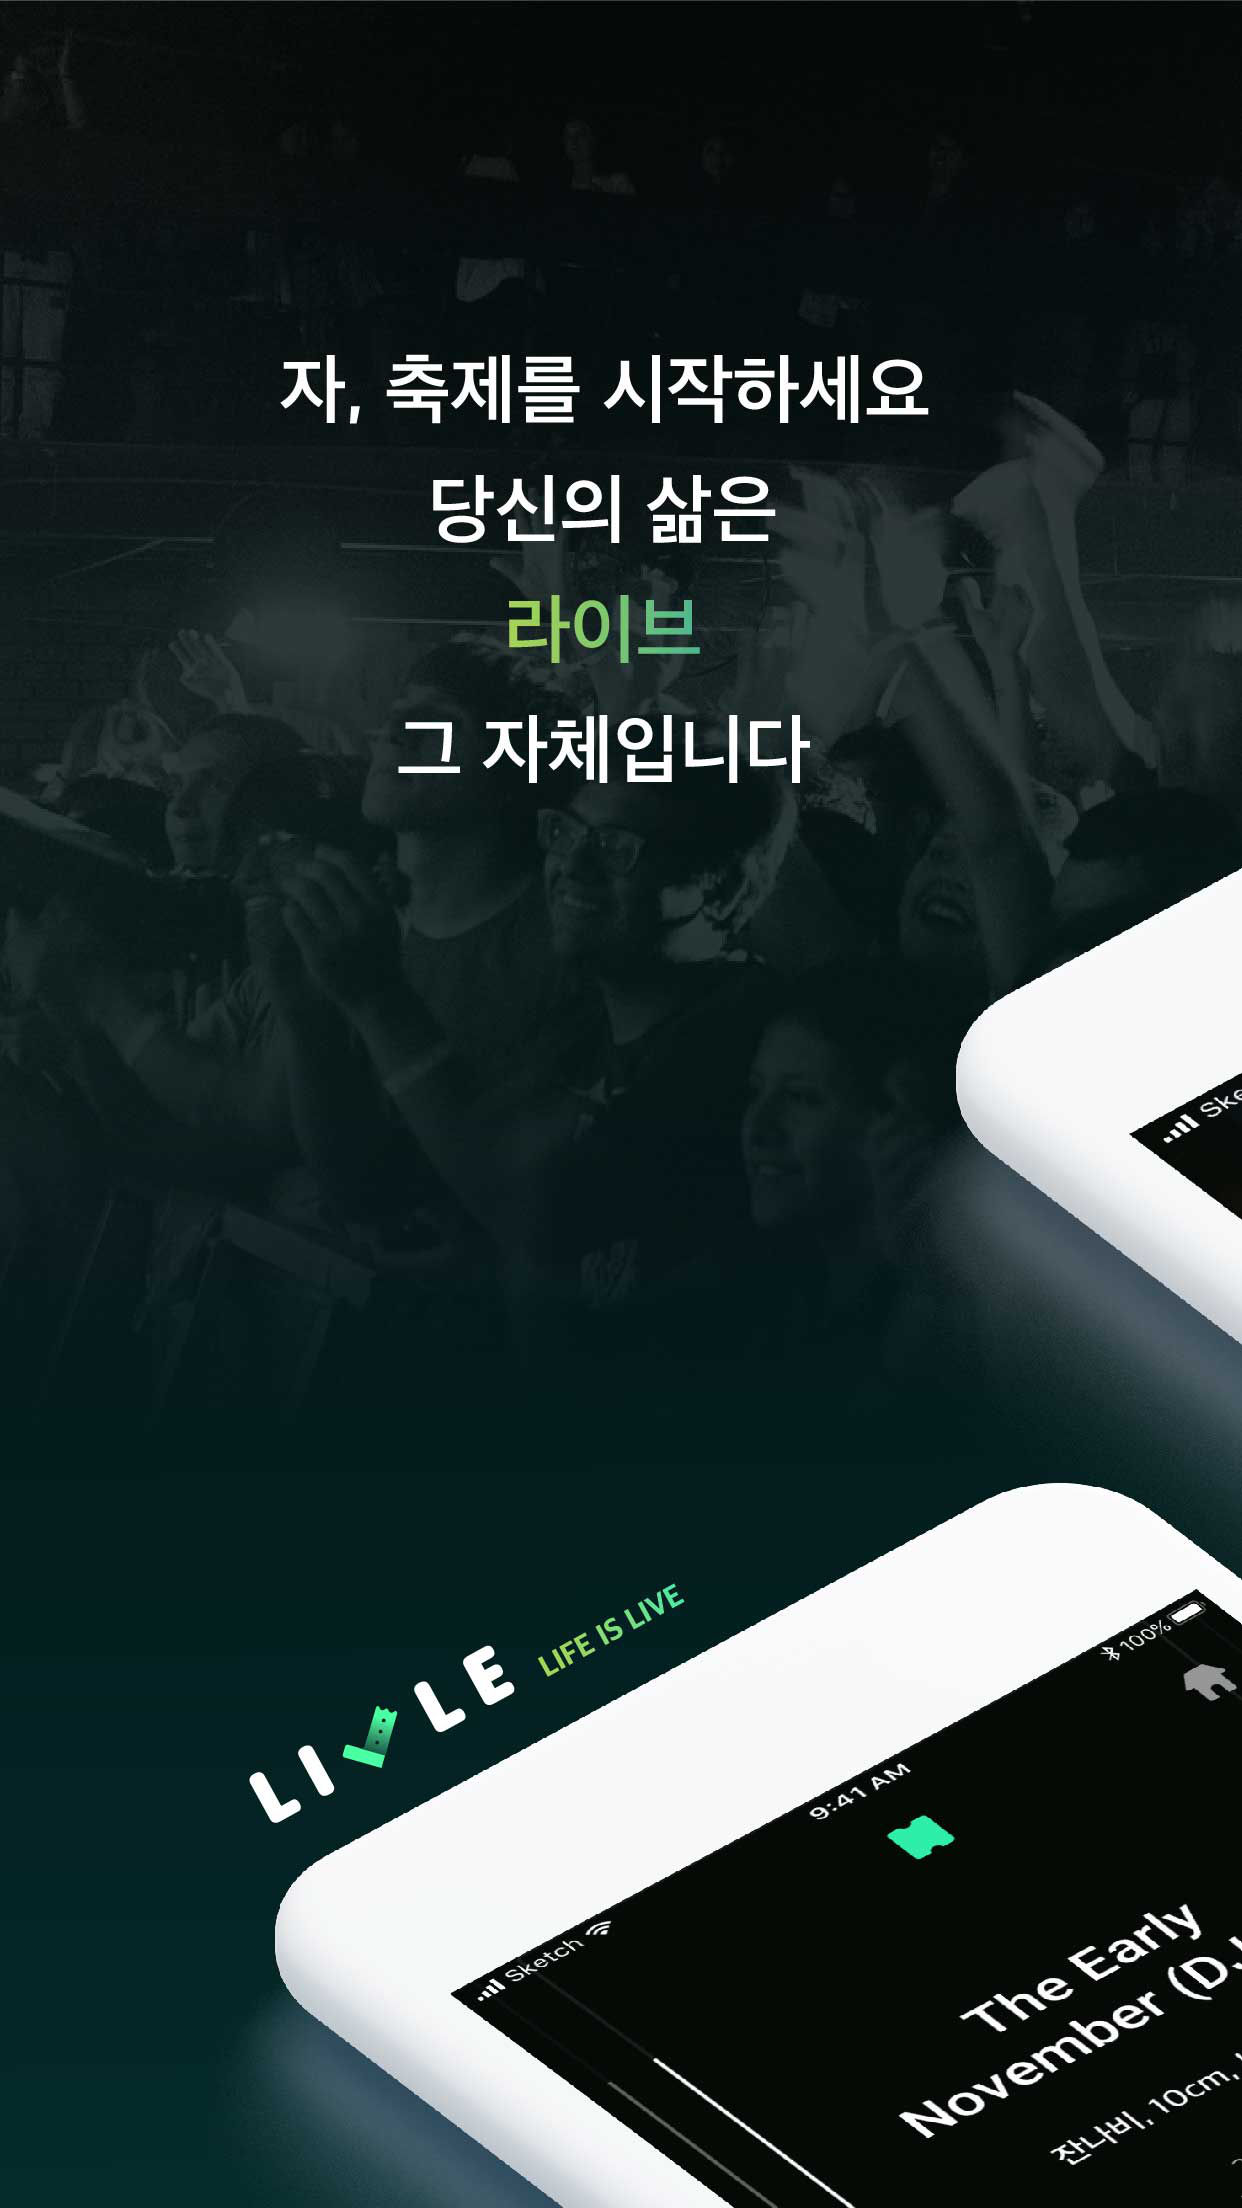 자, 축제를 시작하세요
당신의 삶은
라이브
그 자체입니다
LIVLE LIFE IS LIVE
100%
9:41 AM
Sketch
The Early
November (DJ
잔나비, 10cm,